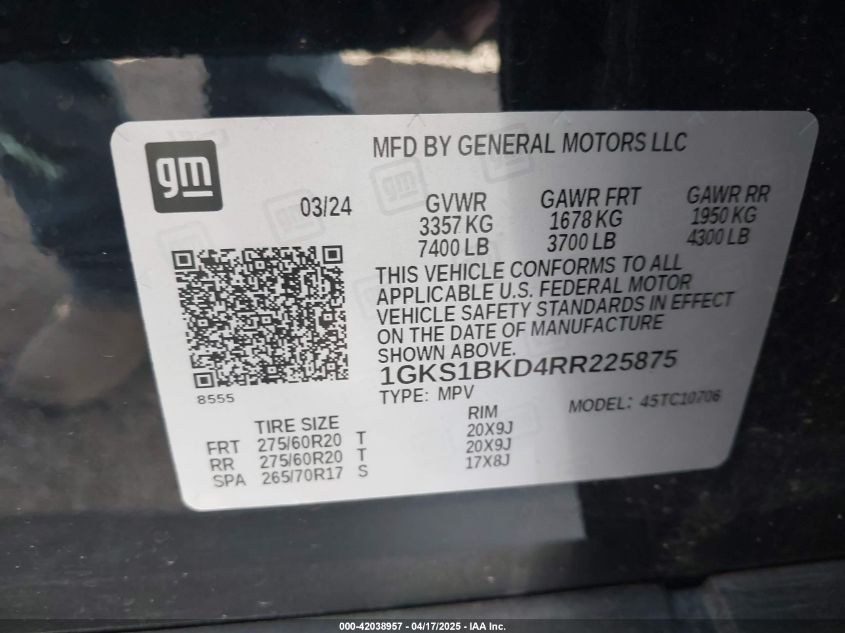 gm
MFD BY GENERAL MOTORS LLC
03/24
GVWR GAWR FRT GAWR RR
3357 KG 1678 KG 1950 KG
7400 LB 3700 LB 4300 LB
THIS VEHICLE CONFORMS TO ALL
APPLICABLE U.S. FEDERAL MOTOR
VEHICLE SAFETY STANDARDS IN EFFECT
ON THE DATE OF MANUFACTURE
SHOWN ABOVE.
1GKS1BKD4RR225875
TYPE: MPV MODEL: 45TC10706
8555
TIRE SIZE RIM
FRT 275/60R20 T 20X9J
RR 275/60R20 T 20X9J
SPA 265/70R17 S 17X8J
000-42038957 - 04/17/2025 - IAA Inc.